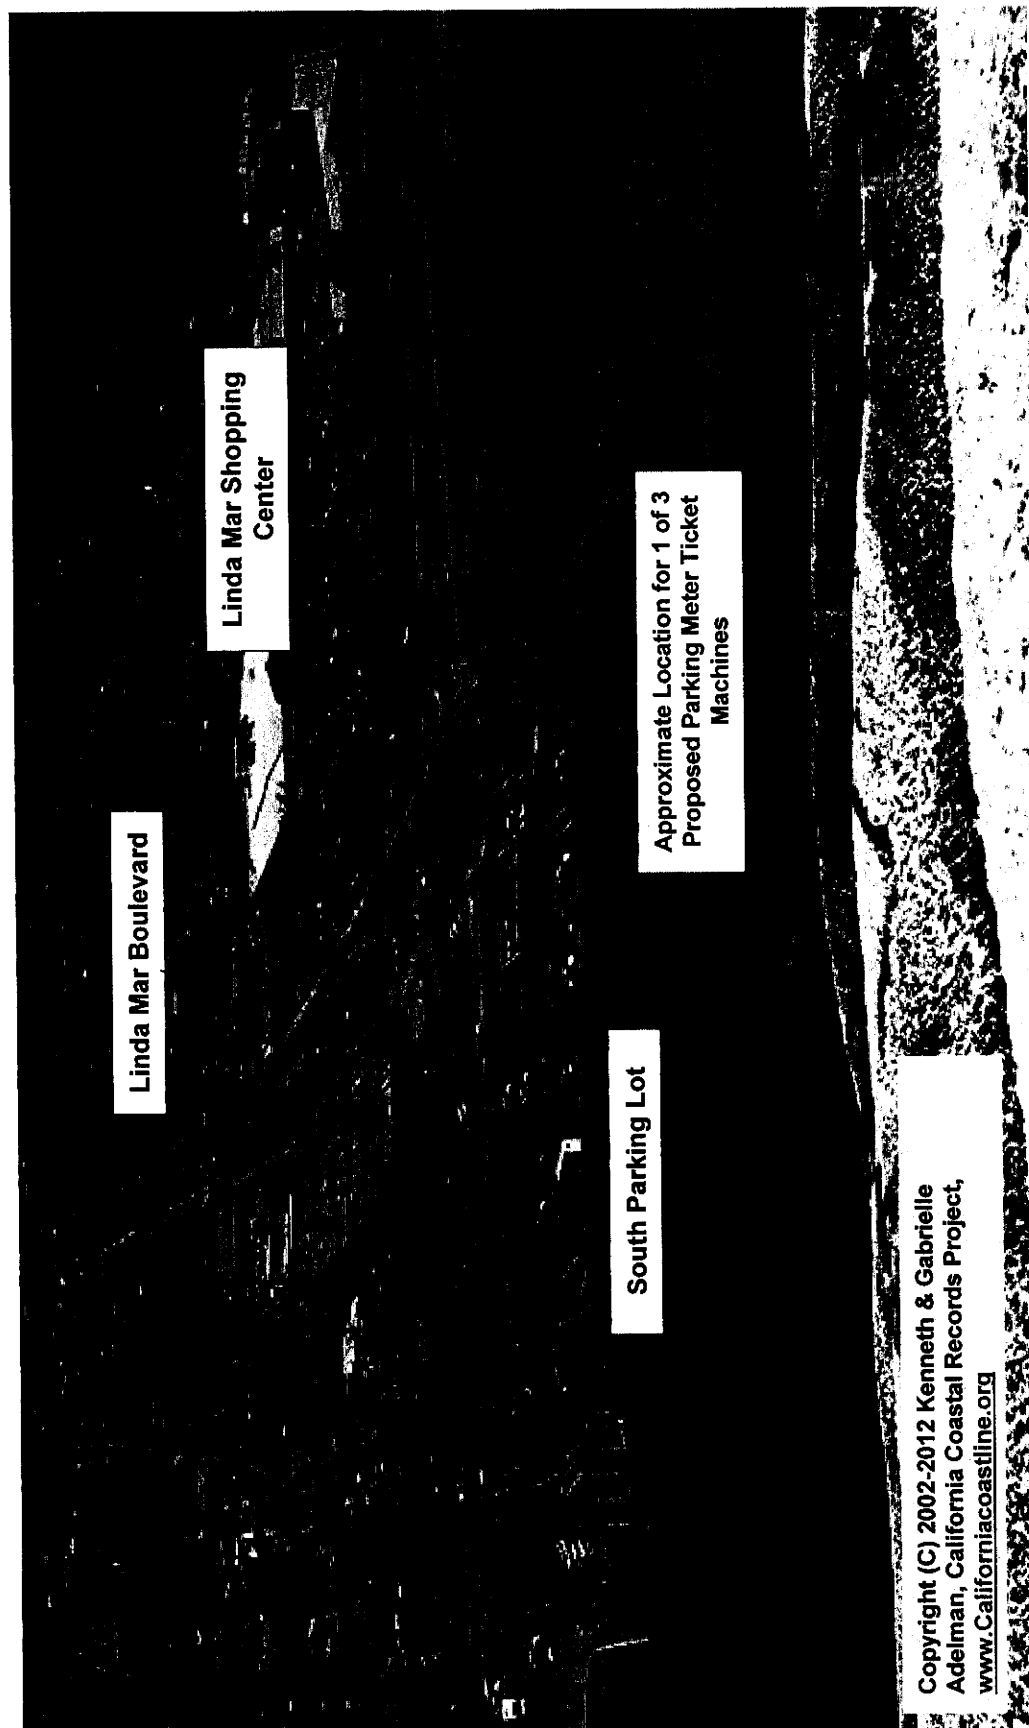 Linda Mar Boulevard
Linda Mar Shopping
Center
Approximate Location for 1 of 3
Proposed Parking Meter Ticket
Machines
South Parking Lot
Copyright (C) 2002-2012 Kenneth & Gabrielle
Adelman, California Coastal Records Project,
www.Californiacoastline.org